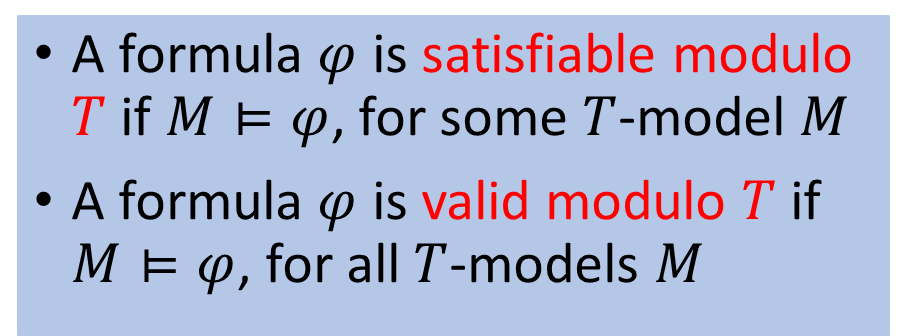 • A formula 𝜑 is satisfiable modulo
𝑇 if 𝑀 ⊨ 𝜑, for some 𝑇-model 𝑀
• A formula 𝜑 is valid modulo 𝑇 if
𝑀 ⊨ 𝜑, for all 𝑇-models 𝑀